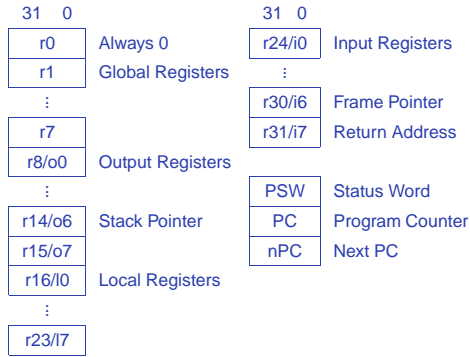 31 0
r0 Always 0
r1 Global Registers
⋮
r7
r8/o0 Output Registers
⋮
r14/o6 Stack Pointer
r15/o7
r16/l0 Local Registers
⋮
r23/l7
31 0
r24/i0 Input Registers
⋮
r30/i6 Frame Pointer
r31/i7 Return Address
PSW Status Word
PC Program Counter
nPC Next PC